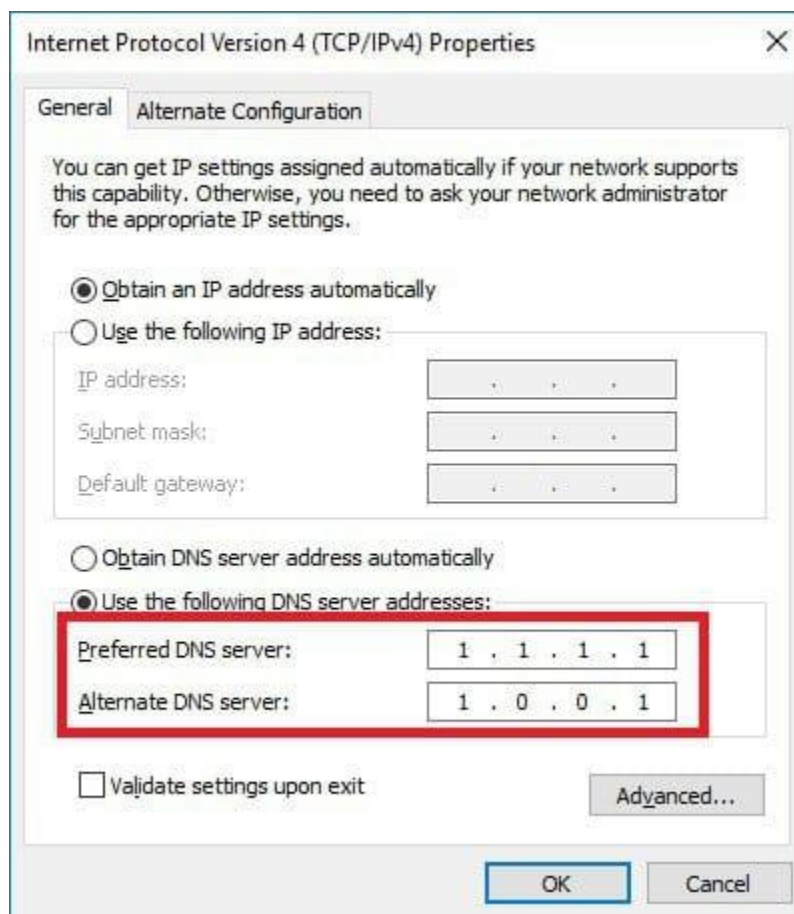 Internet Protocol Version 4 (TCP/IPv4) Properties
General
Alternate Configuration
You can get IP settings assigned automatically if your network supports
this capability. Otherwise, you need to ask your network administrator
for the appropriate IP settings.
Obtain an IP address automatically
Use the following IP address:
IP address: . . .
Subnet mask: . . .
Default gateway: . . .
Obtain DNS server address automatically
Use the following DNS server addresses:
Preferred DNS server: 1 . 1 . 1 . 1
Alternate DNS server: 1 . 0 . 0 . 1
Validate settings upon exit
Advanced...
OK
Cancel